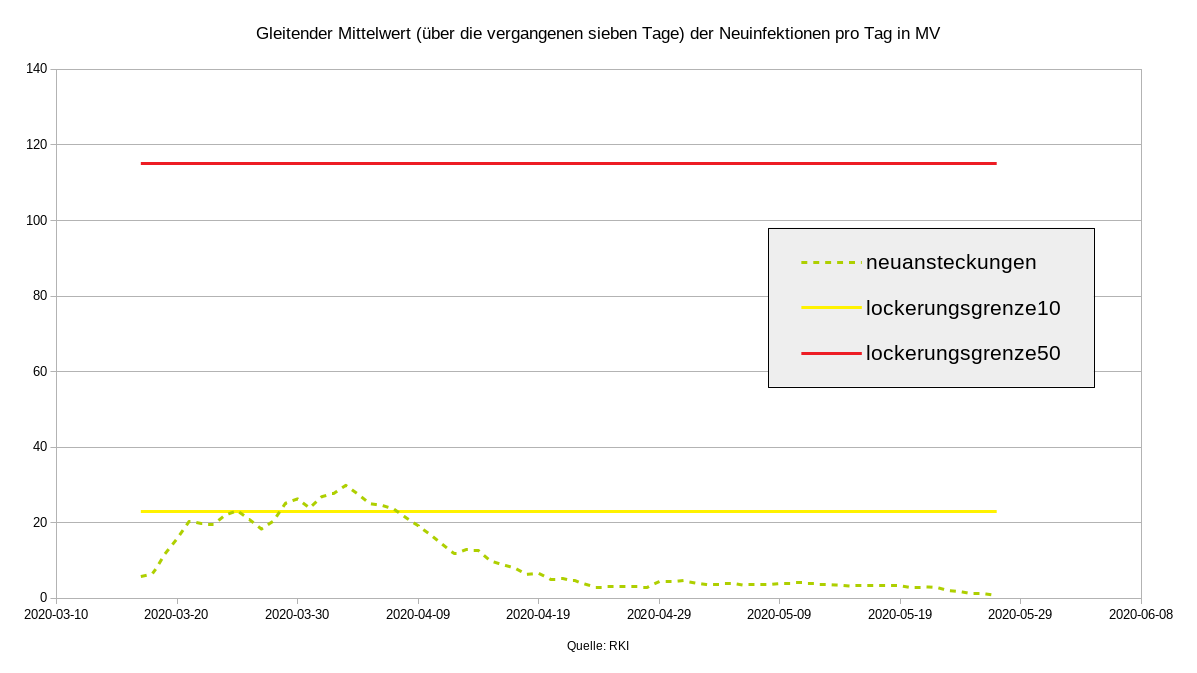 Gleitender Mittelwert (über die vergangenen sieben Tage) der Neuinfektionen pro Tag in MV
140
120
100
80
60
40
20
0
neuansteckungen
lockerungsgrenze10
lockerungsgrenze50
2020-03-10 2020-03-20 2020-03-30 2020-04-09 2020-04-19 2020-04-29 2020-05-09 2020-05-19 2020-05-29 2020-06-08
Quelle: RKI